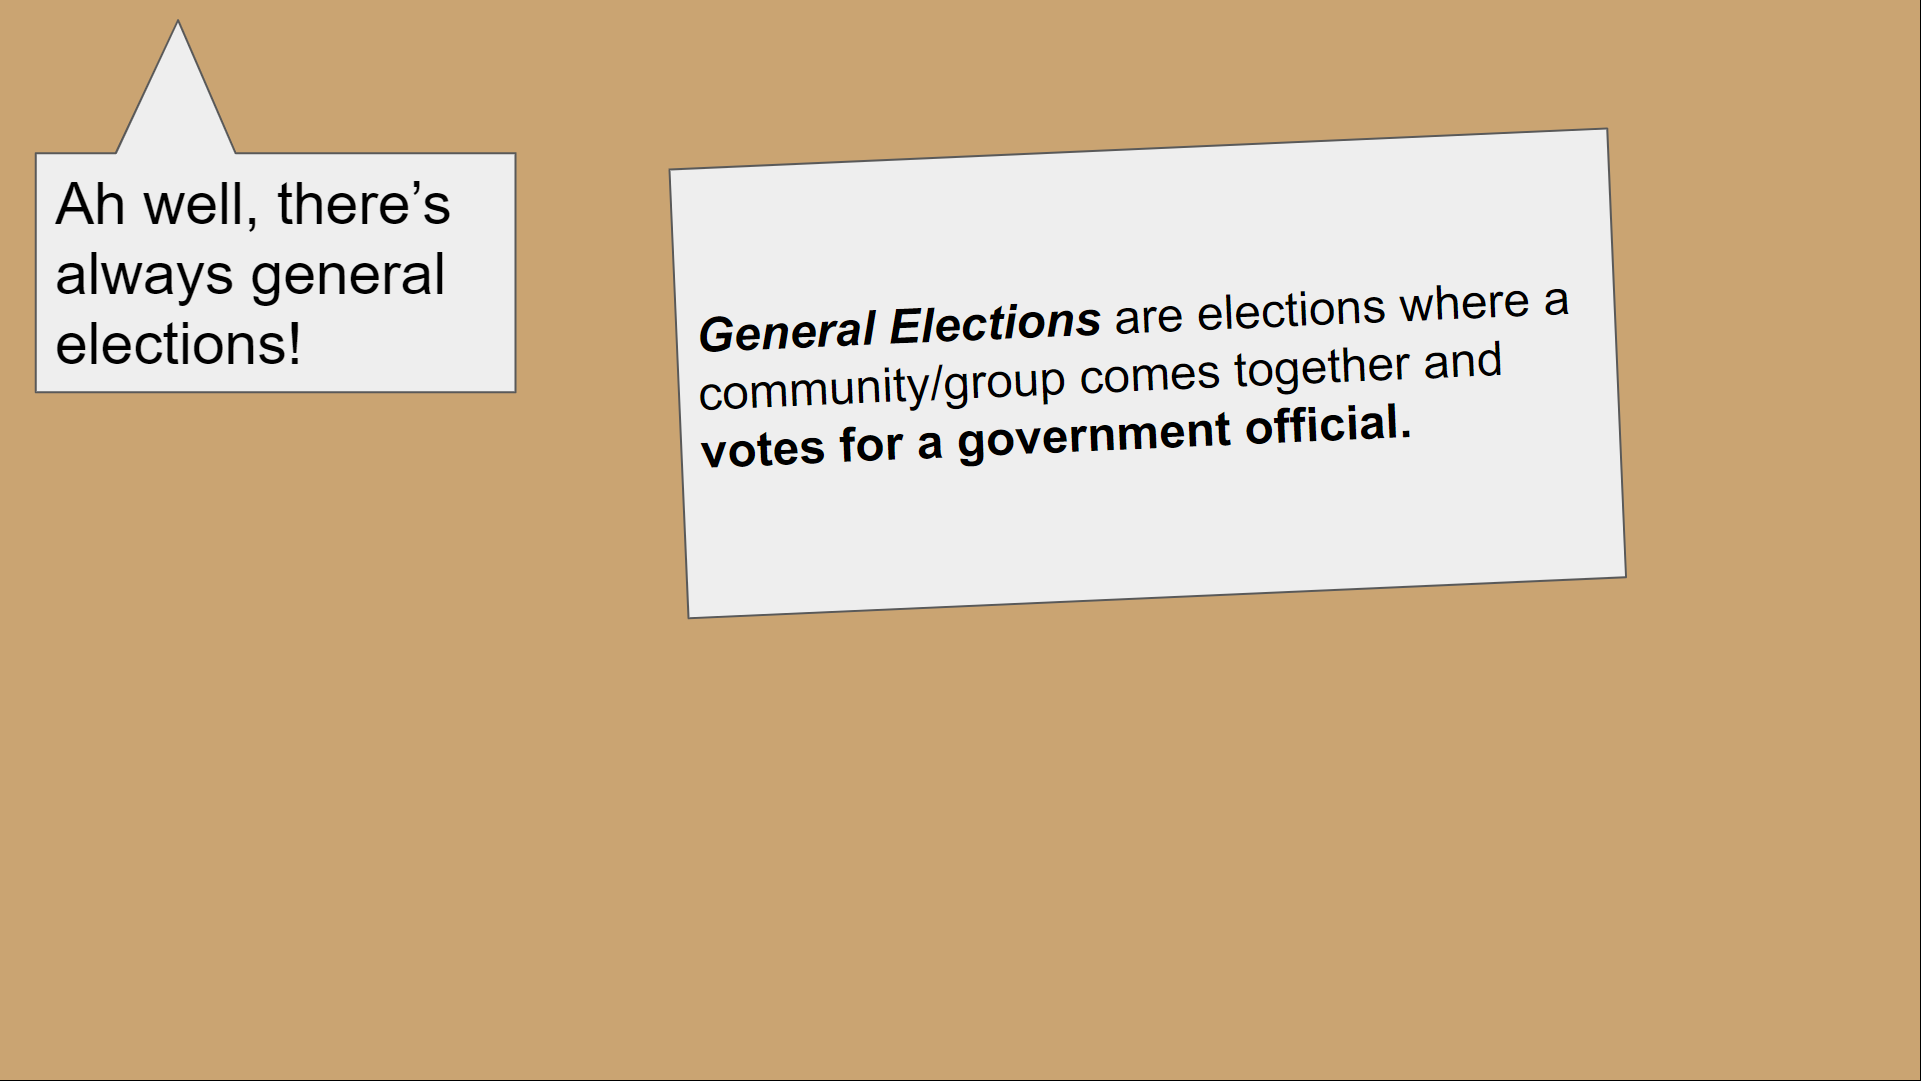 Ah well, there’s
always general
elections!
General Elections are elections where a
community/group comes together and
votes for a government official.